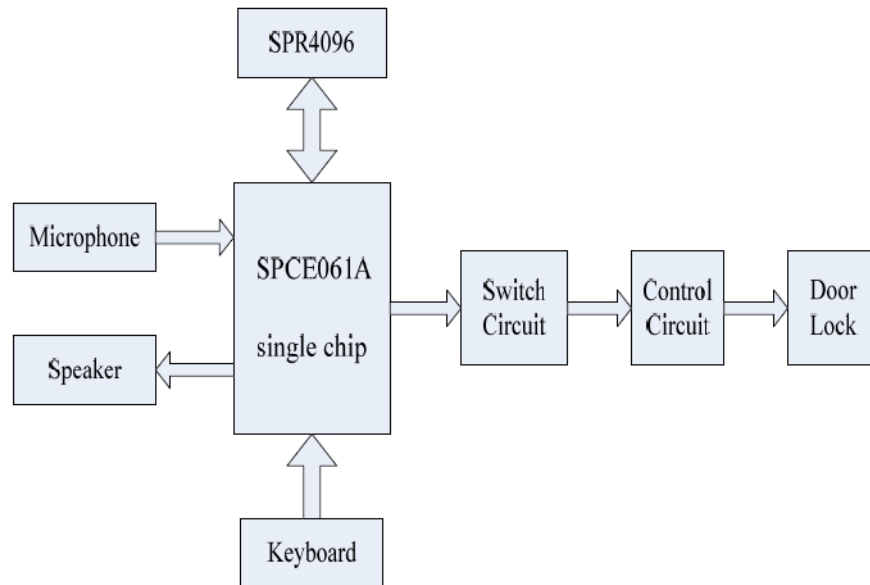 SPR4096
Microphone
SPCE061A
single chip
Speaker
Switch
Circuit
Control
Circuit
Door
Lock
Keyboard